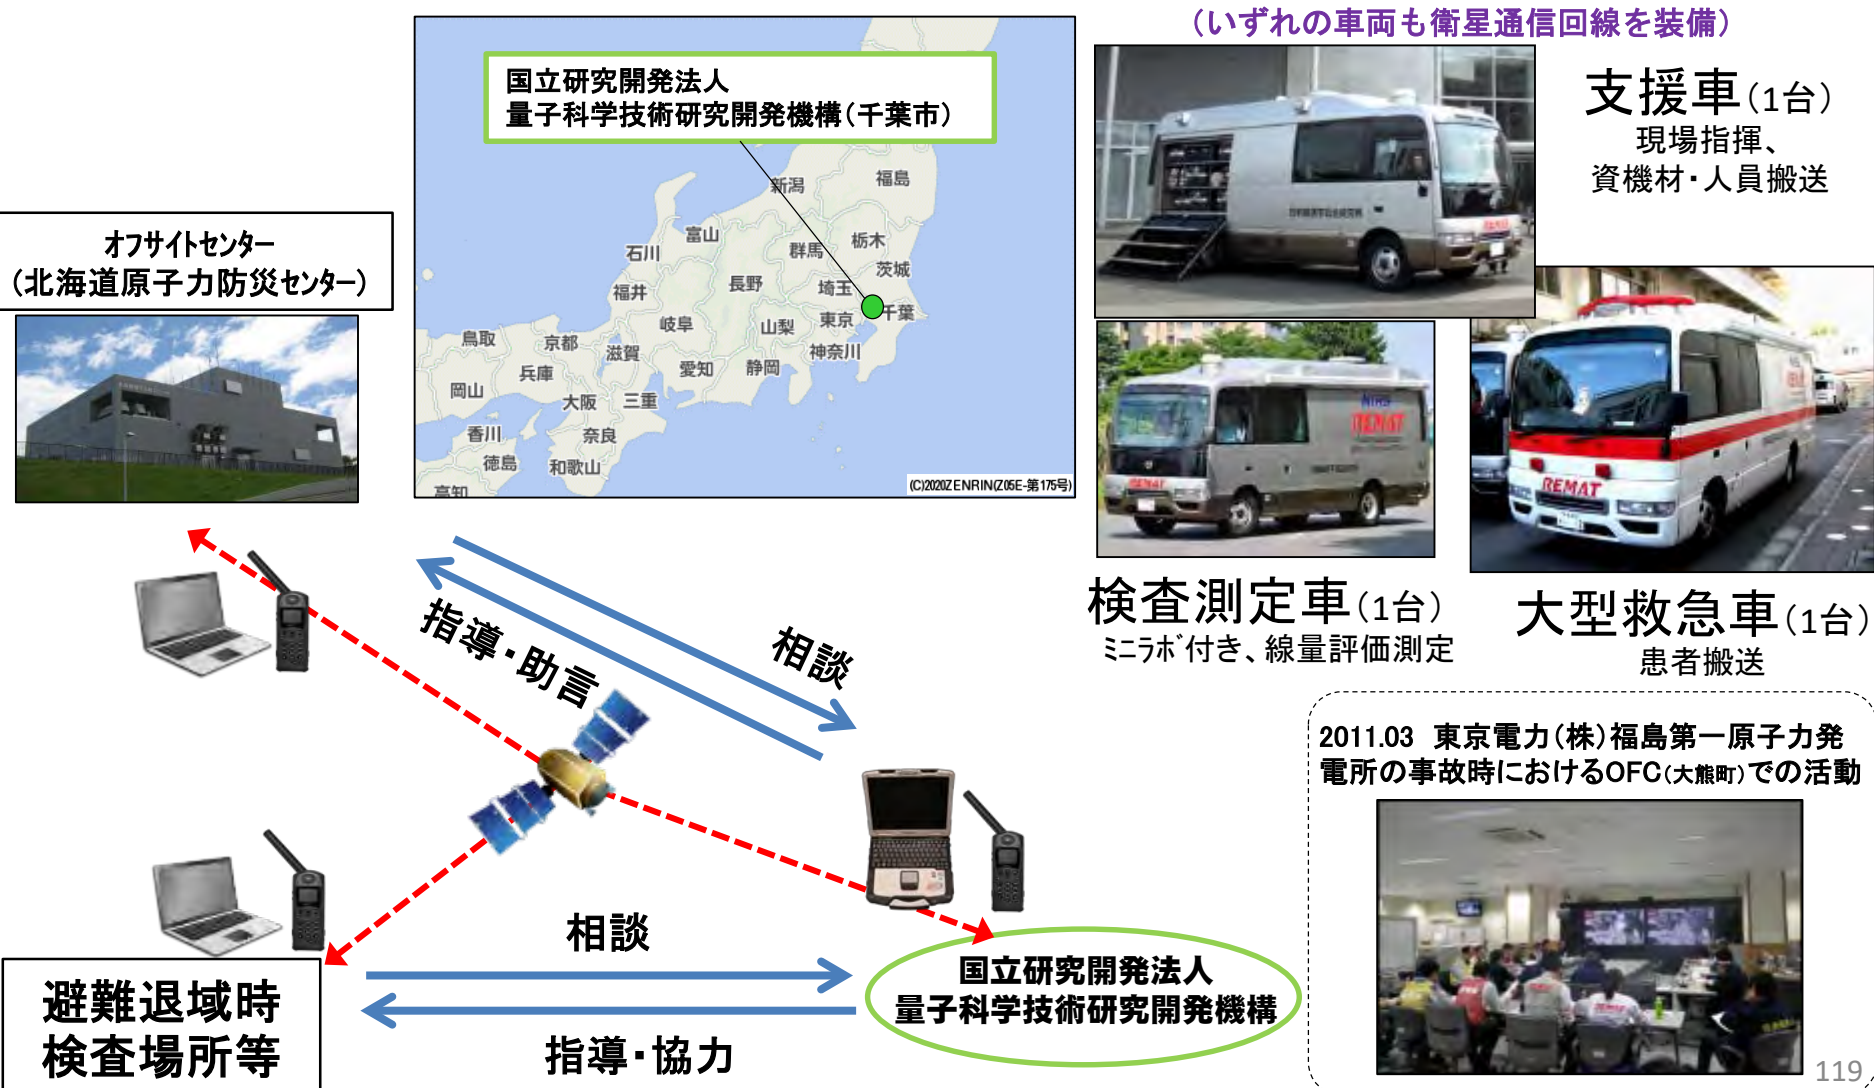 (いずれの車両も衛星通信回線を装備)
国立研究開発法人
量子科学技術研究開発機構(千葉市)
支援車(1台)
現場指揮、
資機材・人員搬送
オフサイトセンター
(北海道原子力防災センター)
新潟
福島
富山
石川
群馬
栃木
茨城
長野
埼玉
福井
千葉
岐阜
山梨
東京
鳥取
京都
滋賀
神奈川
愛知
静岡
兵庫
岡山
大阪
三重
香川
奈良
徳島
和歌山
高知
(C)2020ZENRIN(Z05E-第175号)
REMAT
NIRS
REMAT
REMAT
REMAT
検査測定車(1台)
ミニラボ付き、線量評価測定
大型救急車(1台)
患者搬送
指導・助言
相談
2011.03 東京電力(株)福島第一原子力発
電所の事故時におけるOFC(大熊町)での活動
相談
避難退域時
検査場所等
国立研究開発法人
量子科学技術研究開発機構
指導・協力
REMAT
119